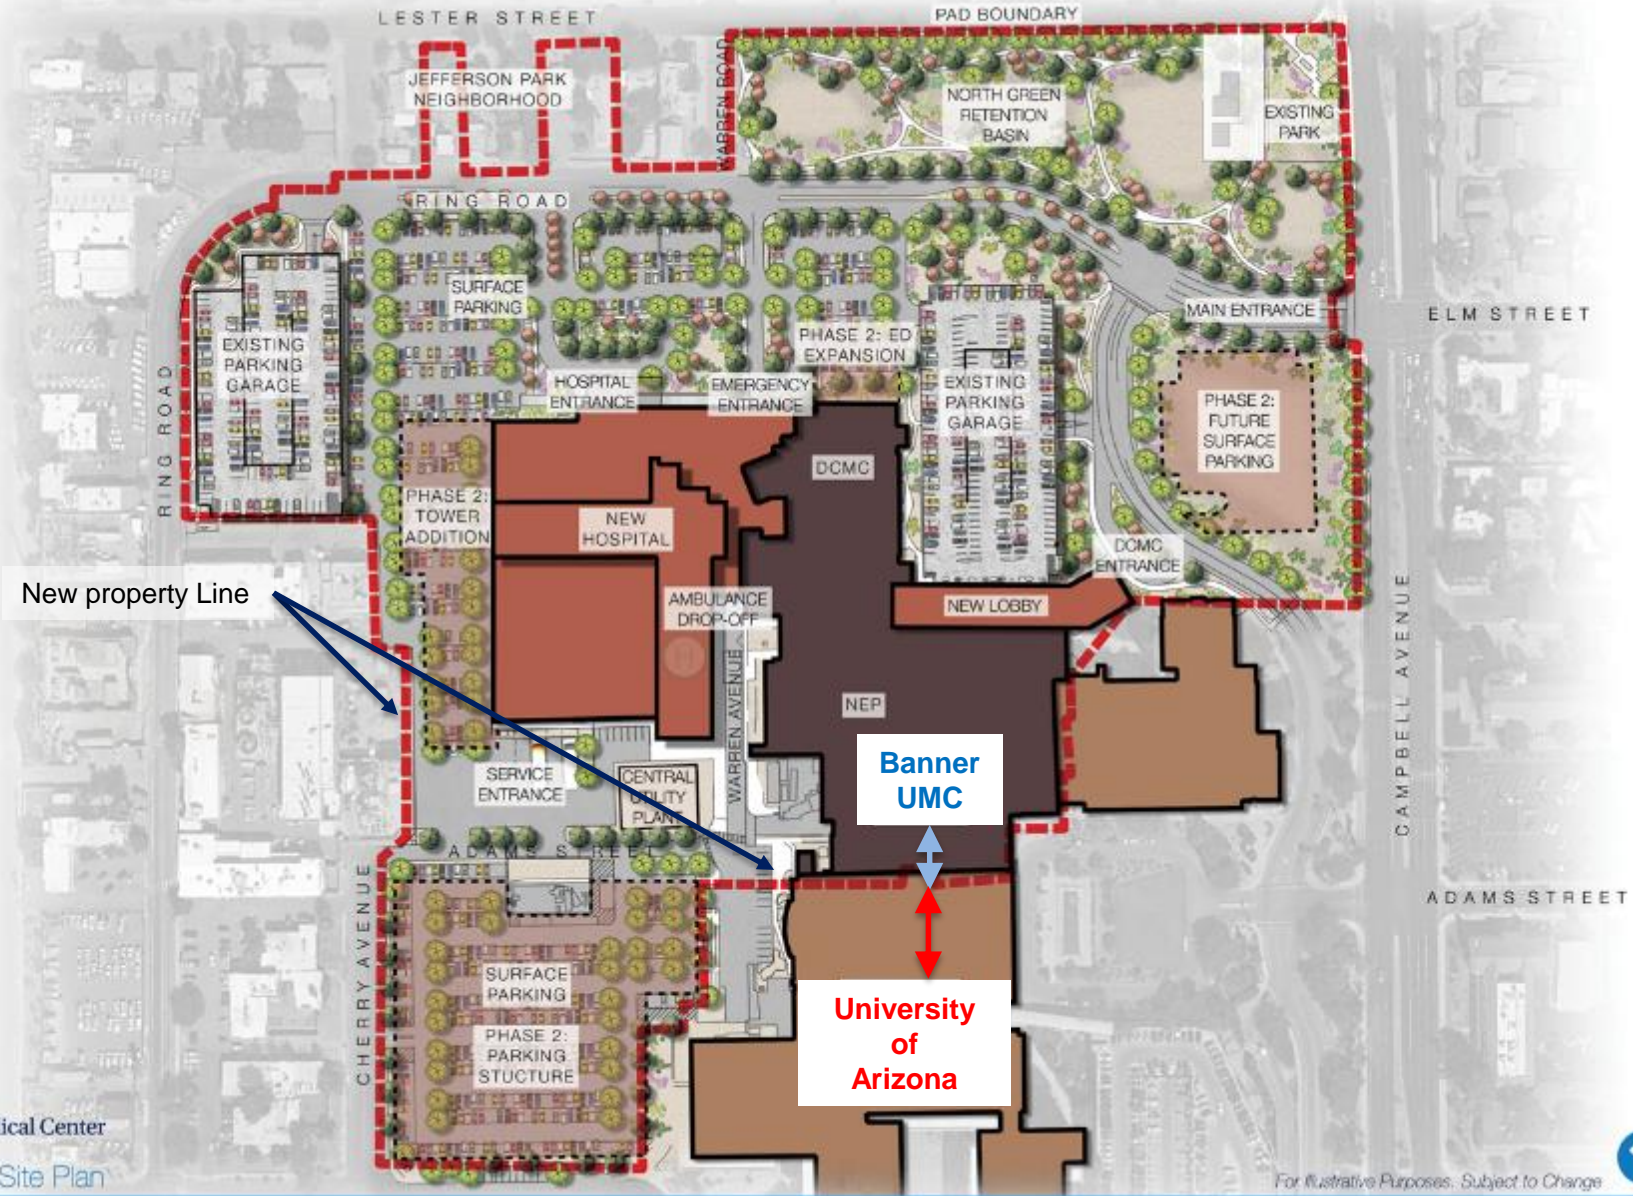 LESTER STREET
PAD BOUNDARY
JEFFERSON PARK
NEIGHBORHOOD
WARREN ROAD
NORTH GREEN
RETENTION
BASIN
EXISTING
PARK
RING ROAD
SURFACE
PARKING
MAIN ENTRANCE
ELM STREET
EXISTING
PARKING
GARAGE
PHASE 2: ED
EXPANSION
HOSPITAL
ENTRANCE
EMERGENCY
ENTRANCE
EXISTING
PARKING
GARAGE
PHASE 2:
FUTURE
SURFACE
PARKING
RING ROAD
DCMC
PHASE 2:
TOWER
ADDITION
NEW
HOSPITAL
DCMC
ENTRANCE
New property Line
AMBULANCE
DROP-OFF
NEW LOBBY
CAMPBELL AVENUE
WARREN AVENUE
NEP
Banner
UMC
SERVICE
ENTRANCE
CENTRAL
UTILITY
PLANT
ADAMS STREET
ADAMS STREET
CHERRY AVENUE
SURFACE
PARKING
PHASE 2:
PARKING
STUCTURE
University
of
Arizona
ical Center
Site Plan
For Illustrative Purposes. Subject to Change